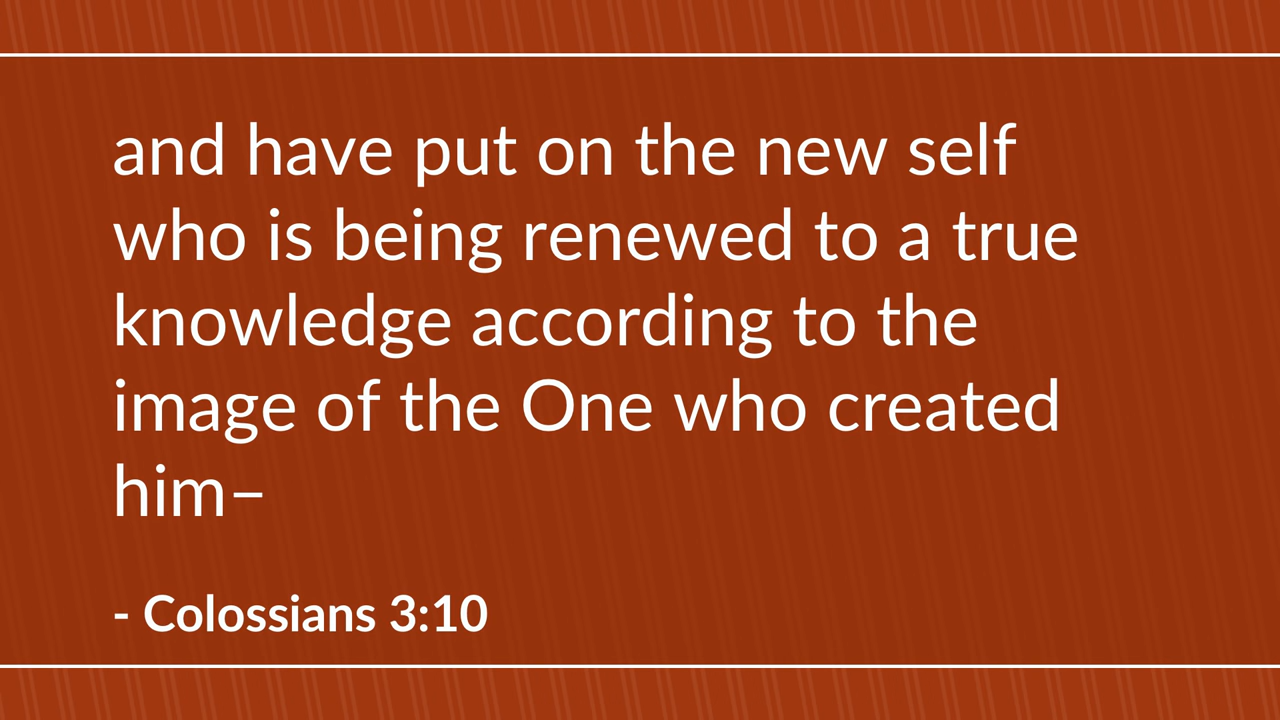 and have put on the new self
who is being renewed to a true
knowledge according to the
image of the One who created
him–
- Colossians 3:10